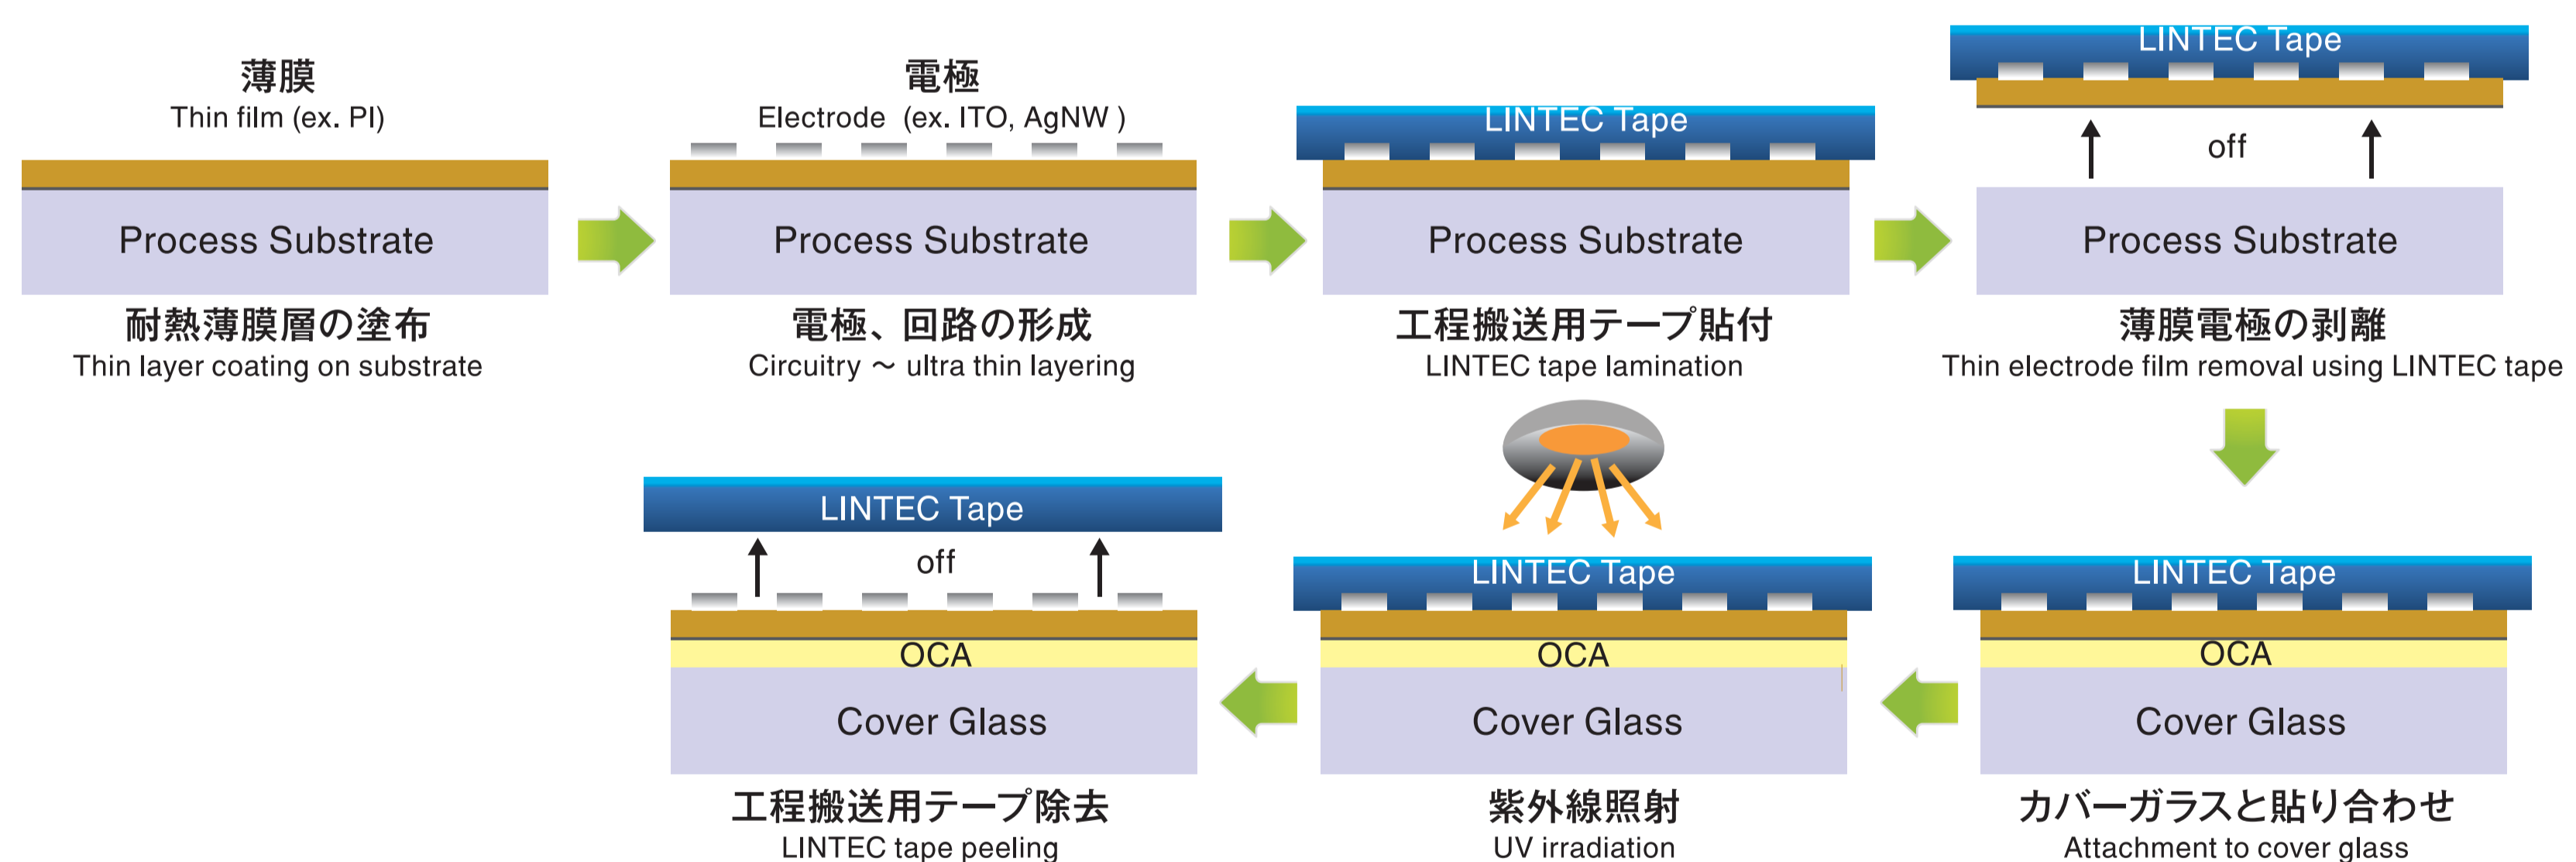 薄膜
Thin film (ex. PI)
Process Substrate
耐熱薄膜層の塗布
Thin layer coating on substrate
電極
Electrode (ex. ITO, AgNW )
Process Substrate
電極、回路の形成
Circuitry ～ ultra thin layering
LINTEC Tape
Process Substrate
工程搬送用テープ貼付
LINTEC tape lamination
LINTEC Tape
off
Process Substrate
薄膜電極の剥離
Thin electrode film removal using LINTEC tape
LINTEC Tape
OCA
Cover Glass
カバーガラスと貼り合わせ
Attachment to cover glass
LINTEC Tape
OCA
Cover Glass
紫外線照射
UV irradiation
LINTEC Tape
off
OCA
Cover Glass
工程搬送用テープ除去
LINTEC tape peeling